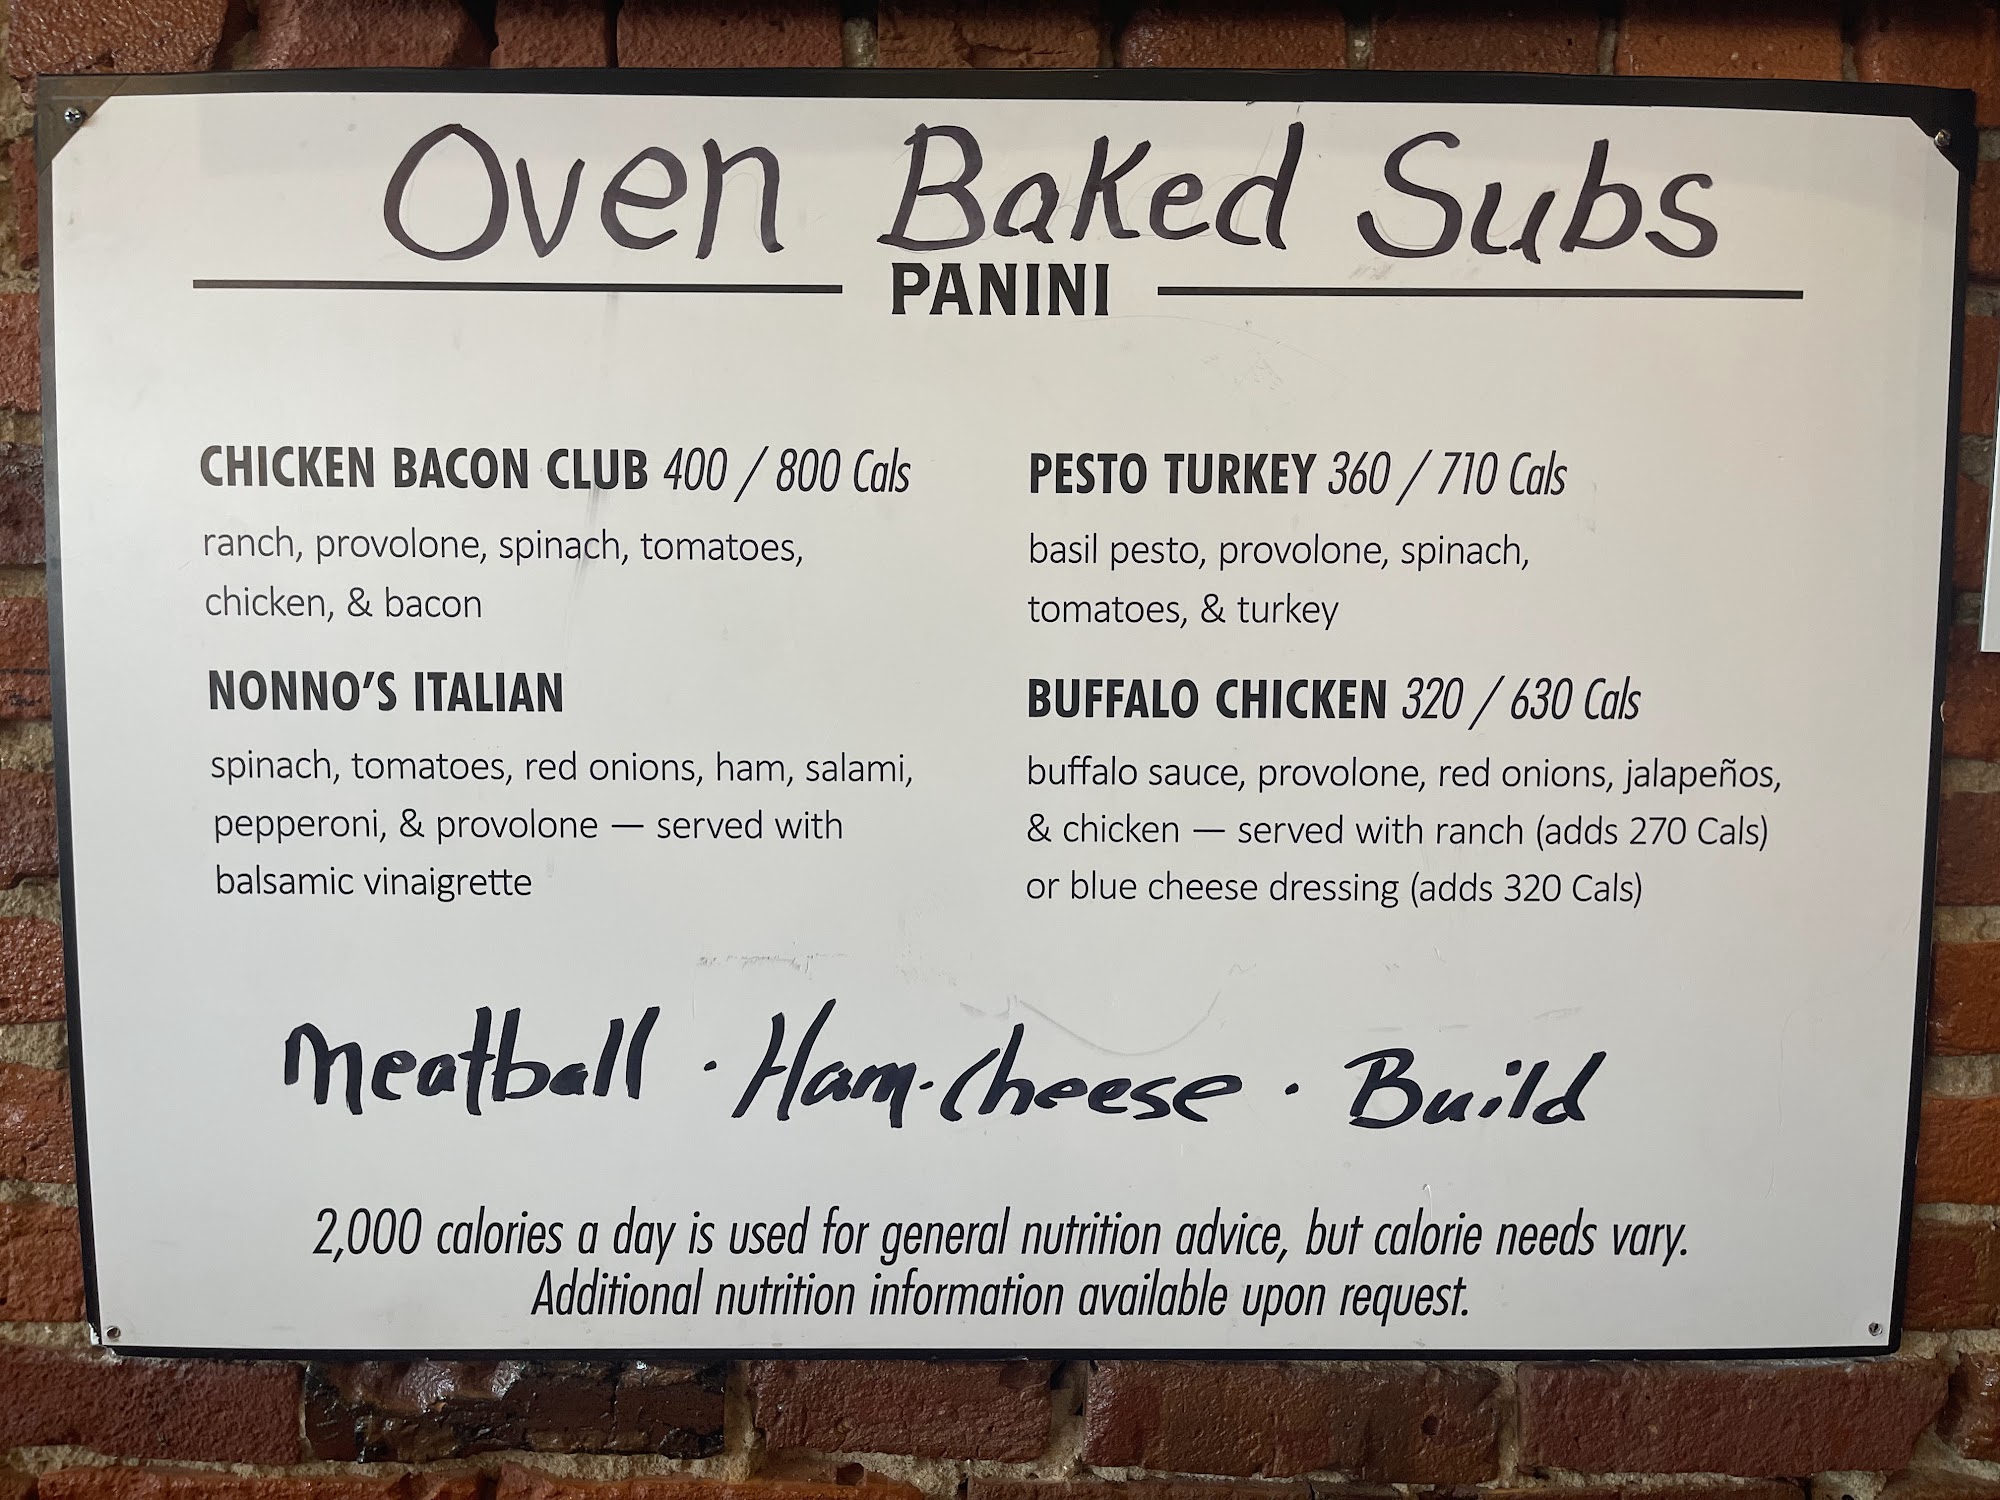 Oven Baked Subs
PANINI
CHICKEN BACON CLUB 400 / 800 Cals
ranch, provolone, spinach, tomatoes,
chicken, & bacon
NONNO'S ITALIAN
spinach, tomatoes, red onions, ham, salami,
pepperoni, & provolone — served with
balsamic vinaigrette
PESTO TURKEY 360 / 710 Cals
basil pesto, provolone, spinach,
tomatoes, & turkey
BUFFALO CHICKEN 320 / 630 Cals
buffalo sauce, provolone, red onions, jalapeños,
& chicken — served with ranch (adds 270 Cals)
or blue cheese dressing (adds 320 Cals)
Meatball · Ham-Cheese · Build
2,000 calories a day is used for general nutrition advice, but calorie needs vary.
Additional nutrition information available upon request.